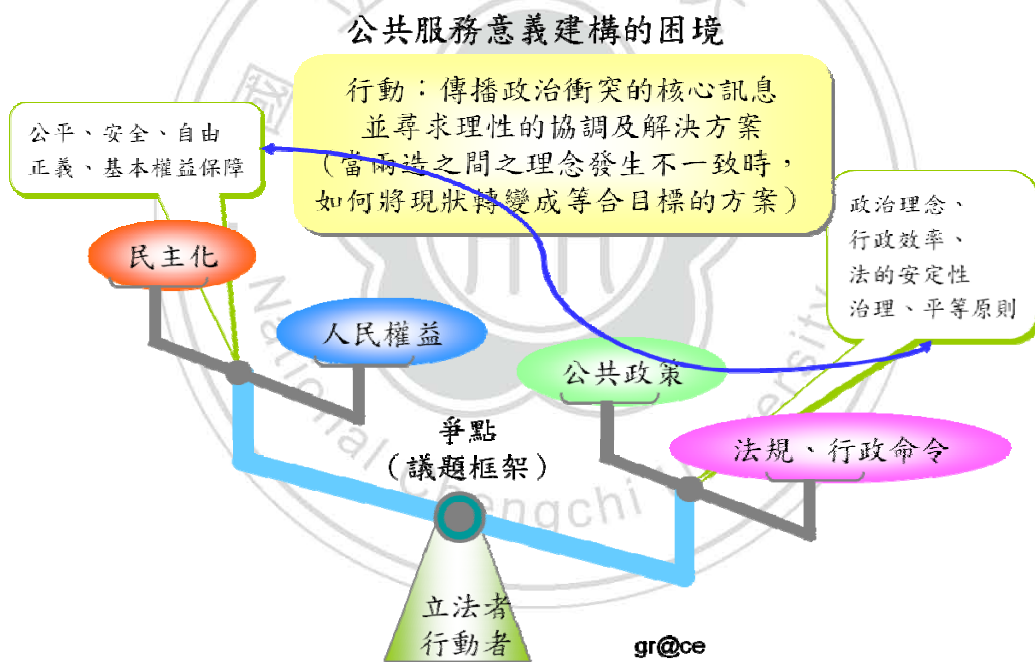 公共服務意義建構的困境
行動：傳播政治衝突的核心訊息
並尋求理性的協調及解決方案
（當兩造之間之理念發生不一致時，
如何將現狀轉變成等合目標的方案）
公平、安全、自由
正義、基本權益保障
政治理念、
行政效率、
法的安定性
治理、平等原則
民主化
人民權益
公共政策
法規、行政命令
爭點
（議題框架）
立法者
行動者
gr@ce
National Chengchi University